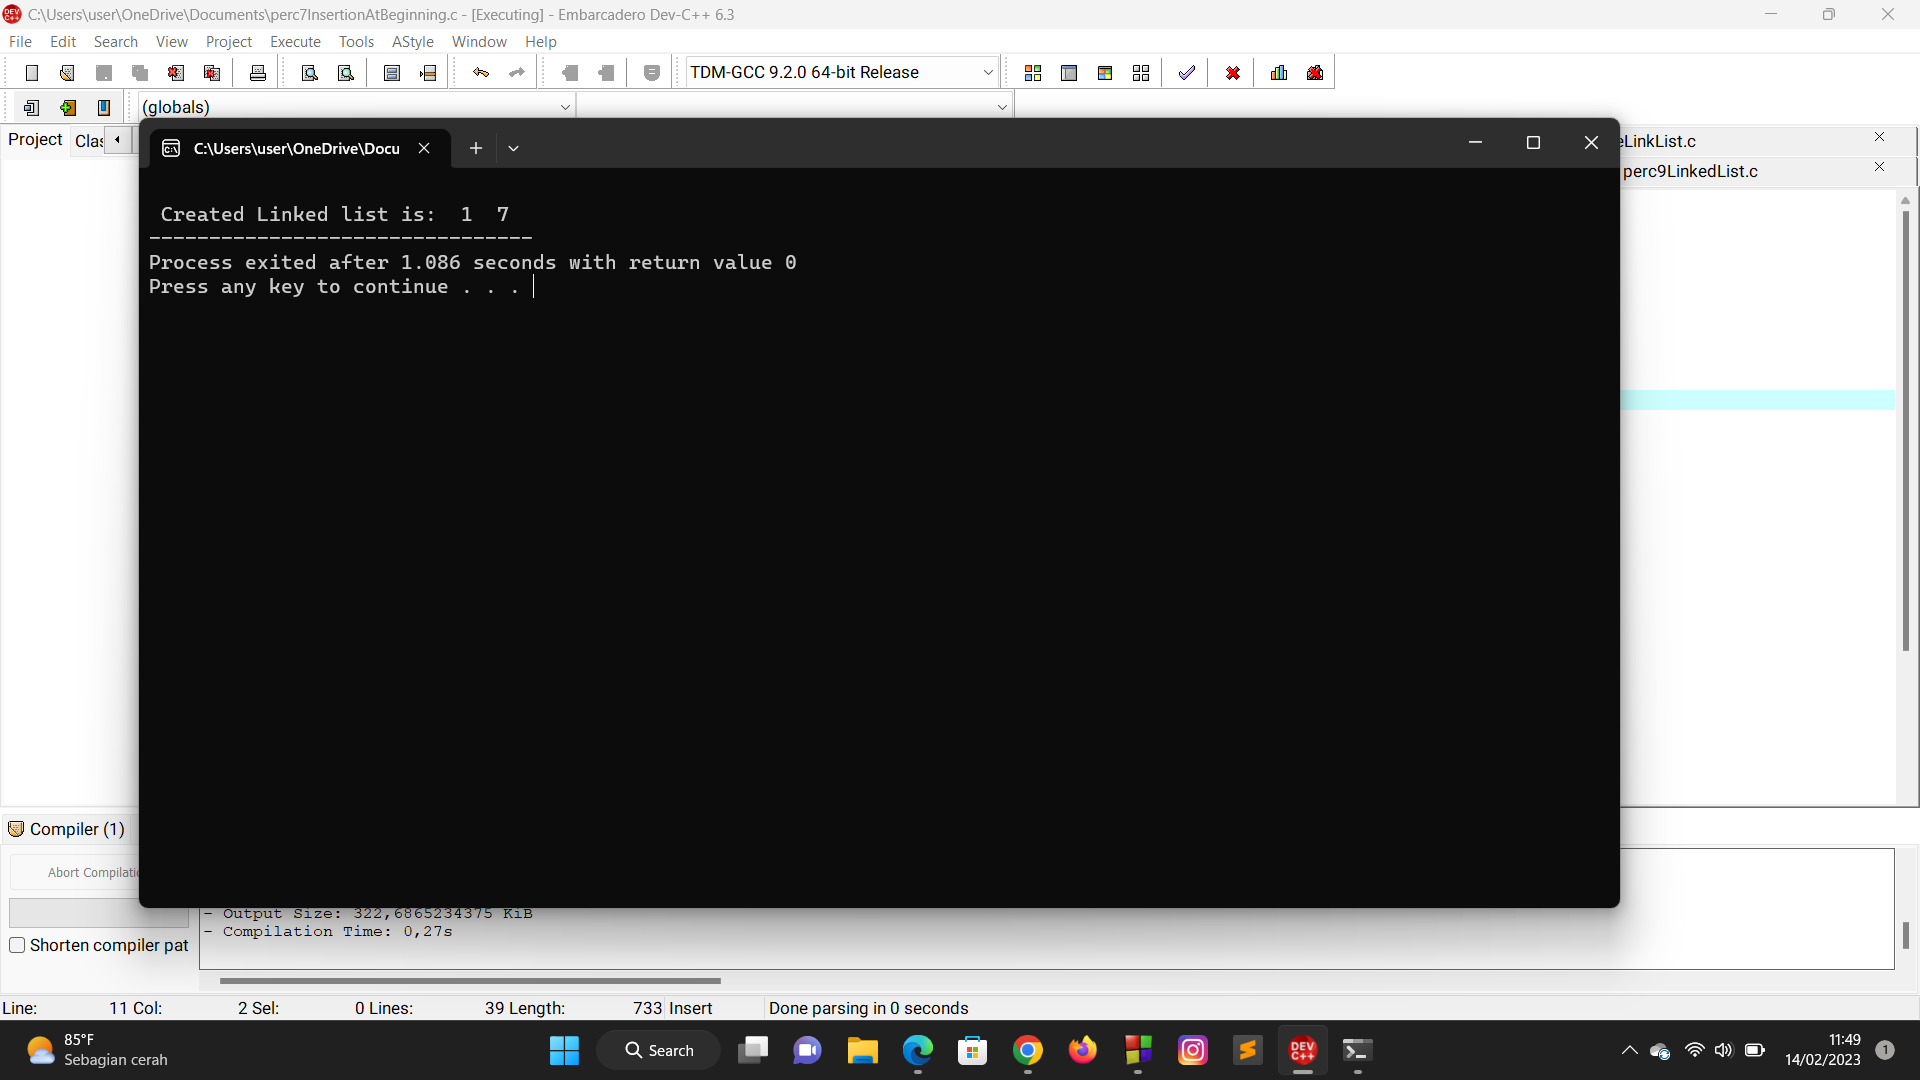 C:\Users\user\OneDrive\Documents\perc7InsertionAtBeginning.c - [Executing] - Embarcadero Dev-C++ 6.3
File Edit Search View Project Execute Tools AStyle Window Help
TDM-GCC 9.2.0 64-bit Release
(globals)
Project Clas
C:\Users\user\OneDrive\Docu
eLinkList.c
perc9LinkedList.c
Created Linked list is: 1 7
--------------------------------
Process exited after 1.086 seconds with return value 0
Press any key to continue . . .
Compiler (1)
Abort Compilatio
- Output Size: 322,6865234375 KiB
- Compilation Time: 0,27s
Shorten compiler pat
Line: 11 Col: 2 Sel: 0 Lines: 39 Length: 733 Insert Done parsing in 0 seconds
85°F
Sebagian cerah
Search
DEV C++
11:49
14/02/2023
1